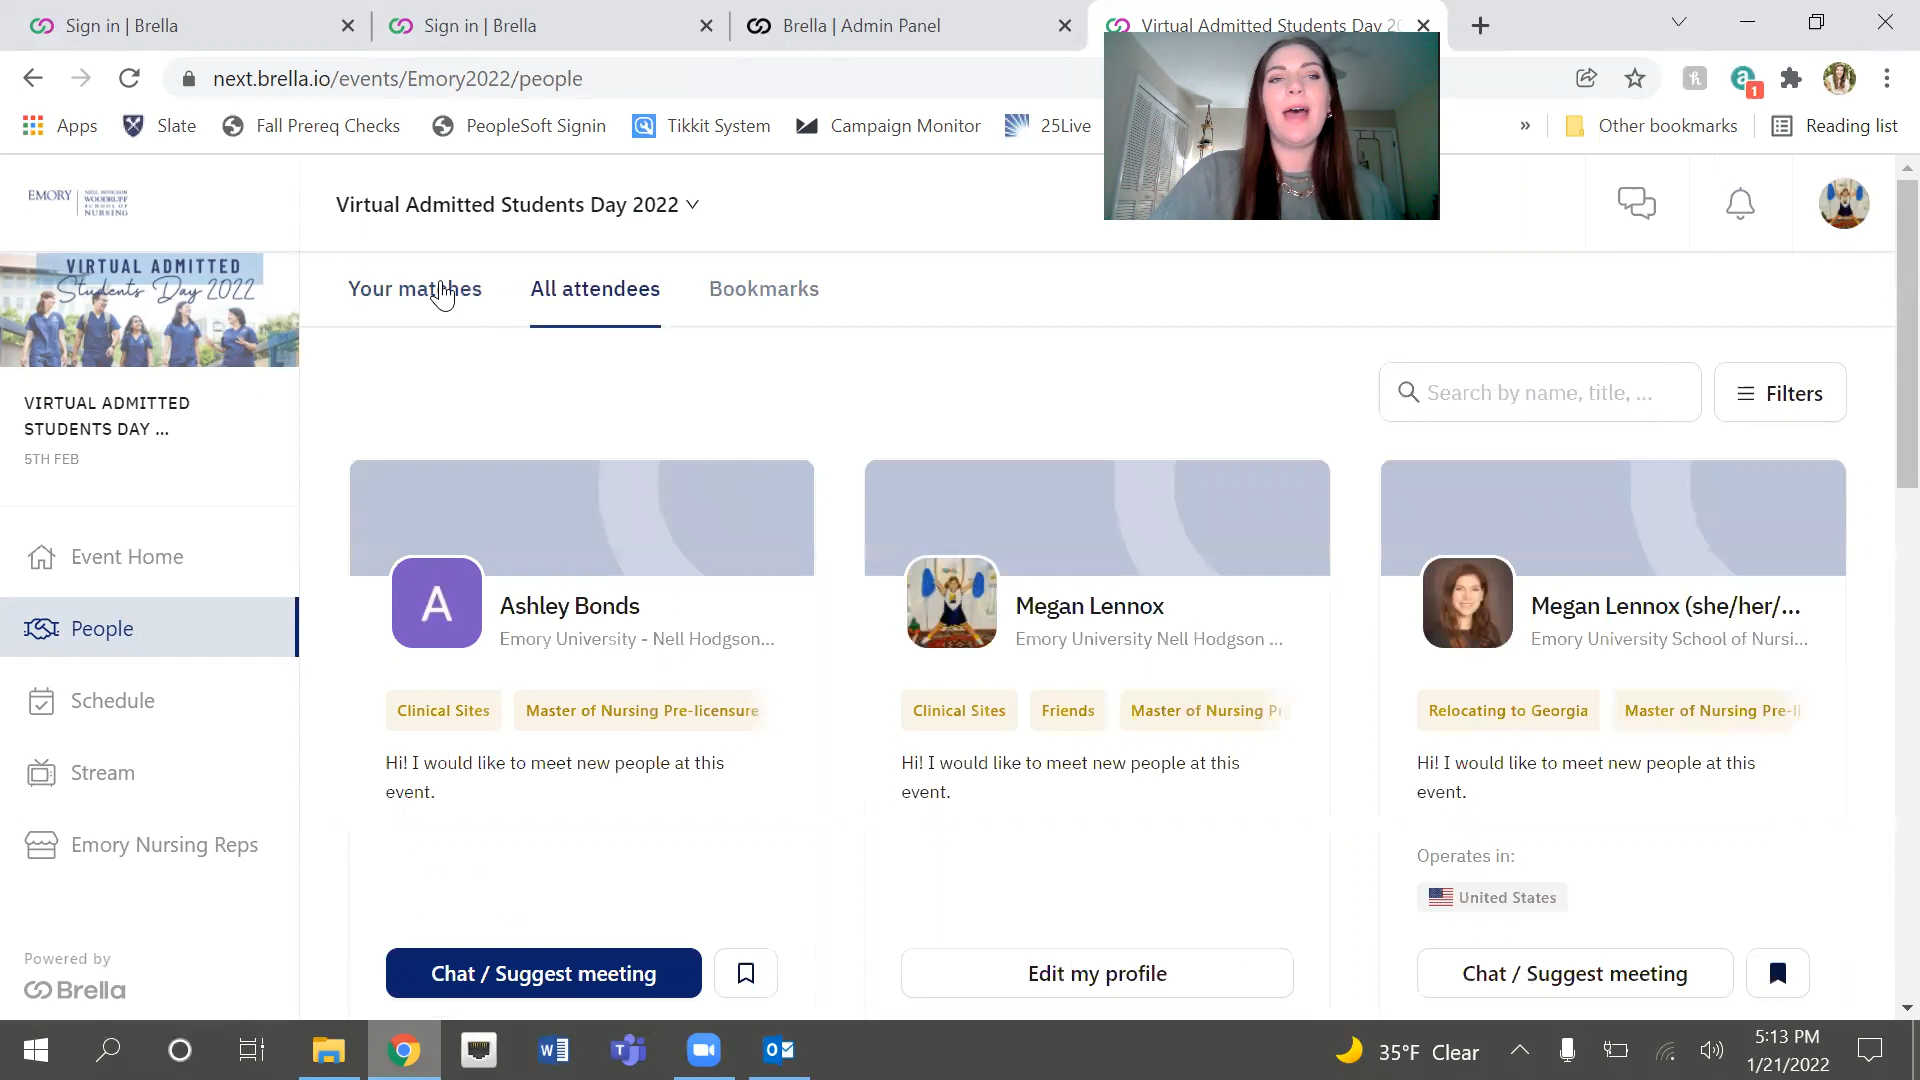 Sign in | Brella
Sign in | Brella
Brella | Admin Panel
Virtual Admitted Students Day 20
next.brella.io/events/Emory2022/people
1
Apps
Slate
Fall Prereq Checks
PeopleSoft Signin
Tikkit System
Campaign Monitor
25Live
»
Other bookmarks
Reading list
EMORY
NELL HODGSON
WOODRUFF
SCHOOL OF
NURSING
Virtual Admitted Students Day 2022
VIRTUAL ADMITTED
Students Day 2022
VIRTUAL ADMITTED
STUDENTS DAY ...
5TH FEB
Event Home
People
Schedule
Stream
Emory Nursing Reps
Powered by
Brella
Your matches
All attendees
Bookmarks
Search by name, title, ...
Filters
A
Ashley Bonds
Emory University - Nell Hodgson...
Clinical Sites
Master of Nursing Pre-licensure
Hi! I would like to meet new people at this
event.
Chat / Suggest meeting
Megan Lennox
Emory University Nell Hodgson ...
Clinical Sites
Friends
Master of Nursing Pr
Hi! I would like to meet new people at this
event.
Edit my profile
Megan Lennox (she/her/...
Emory University School of Nursi...
Relocating to Georgia
Master of Nursing Pre-li
Hi! I would like to meet new people at this
event.
Operates in:
United States
Chat / Suggest meeting
35°F Clear
5:13 PM
1/21/2022